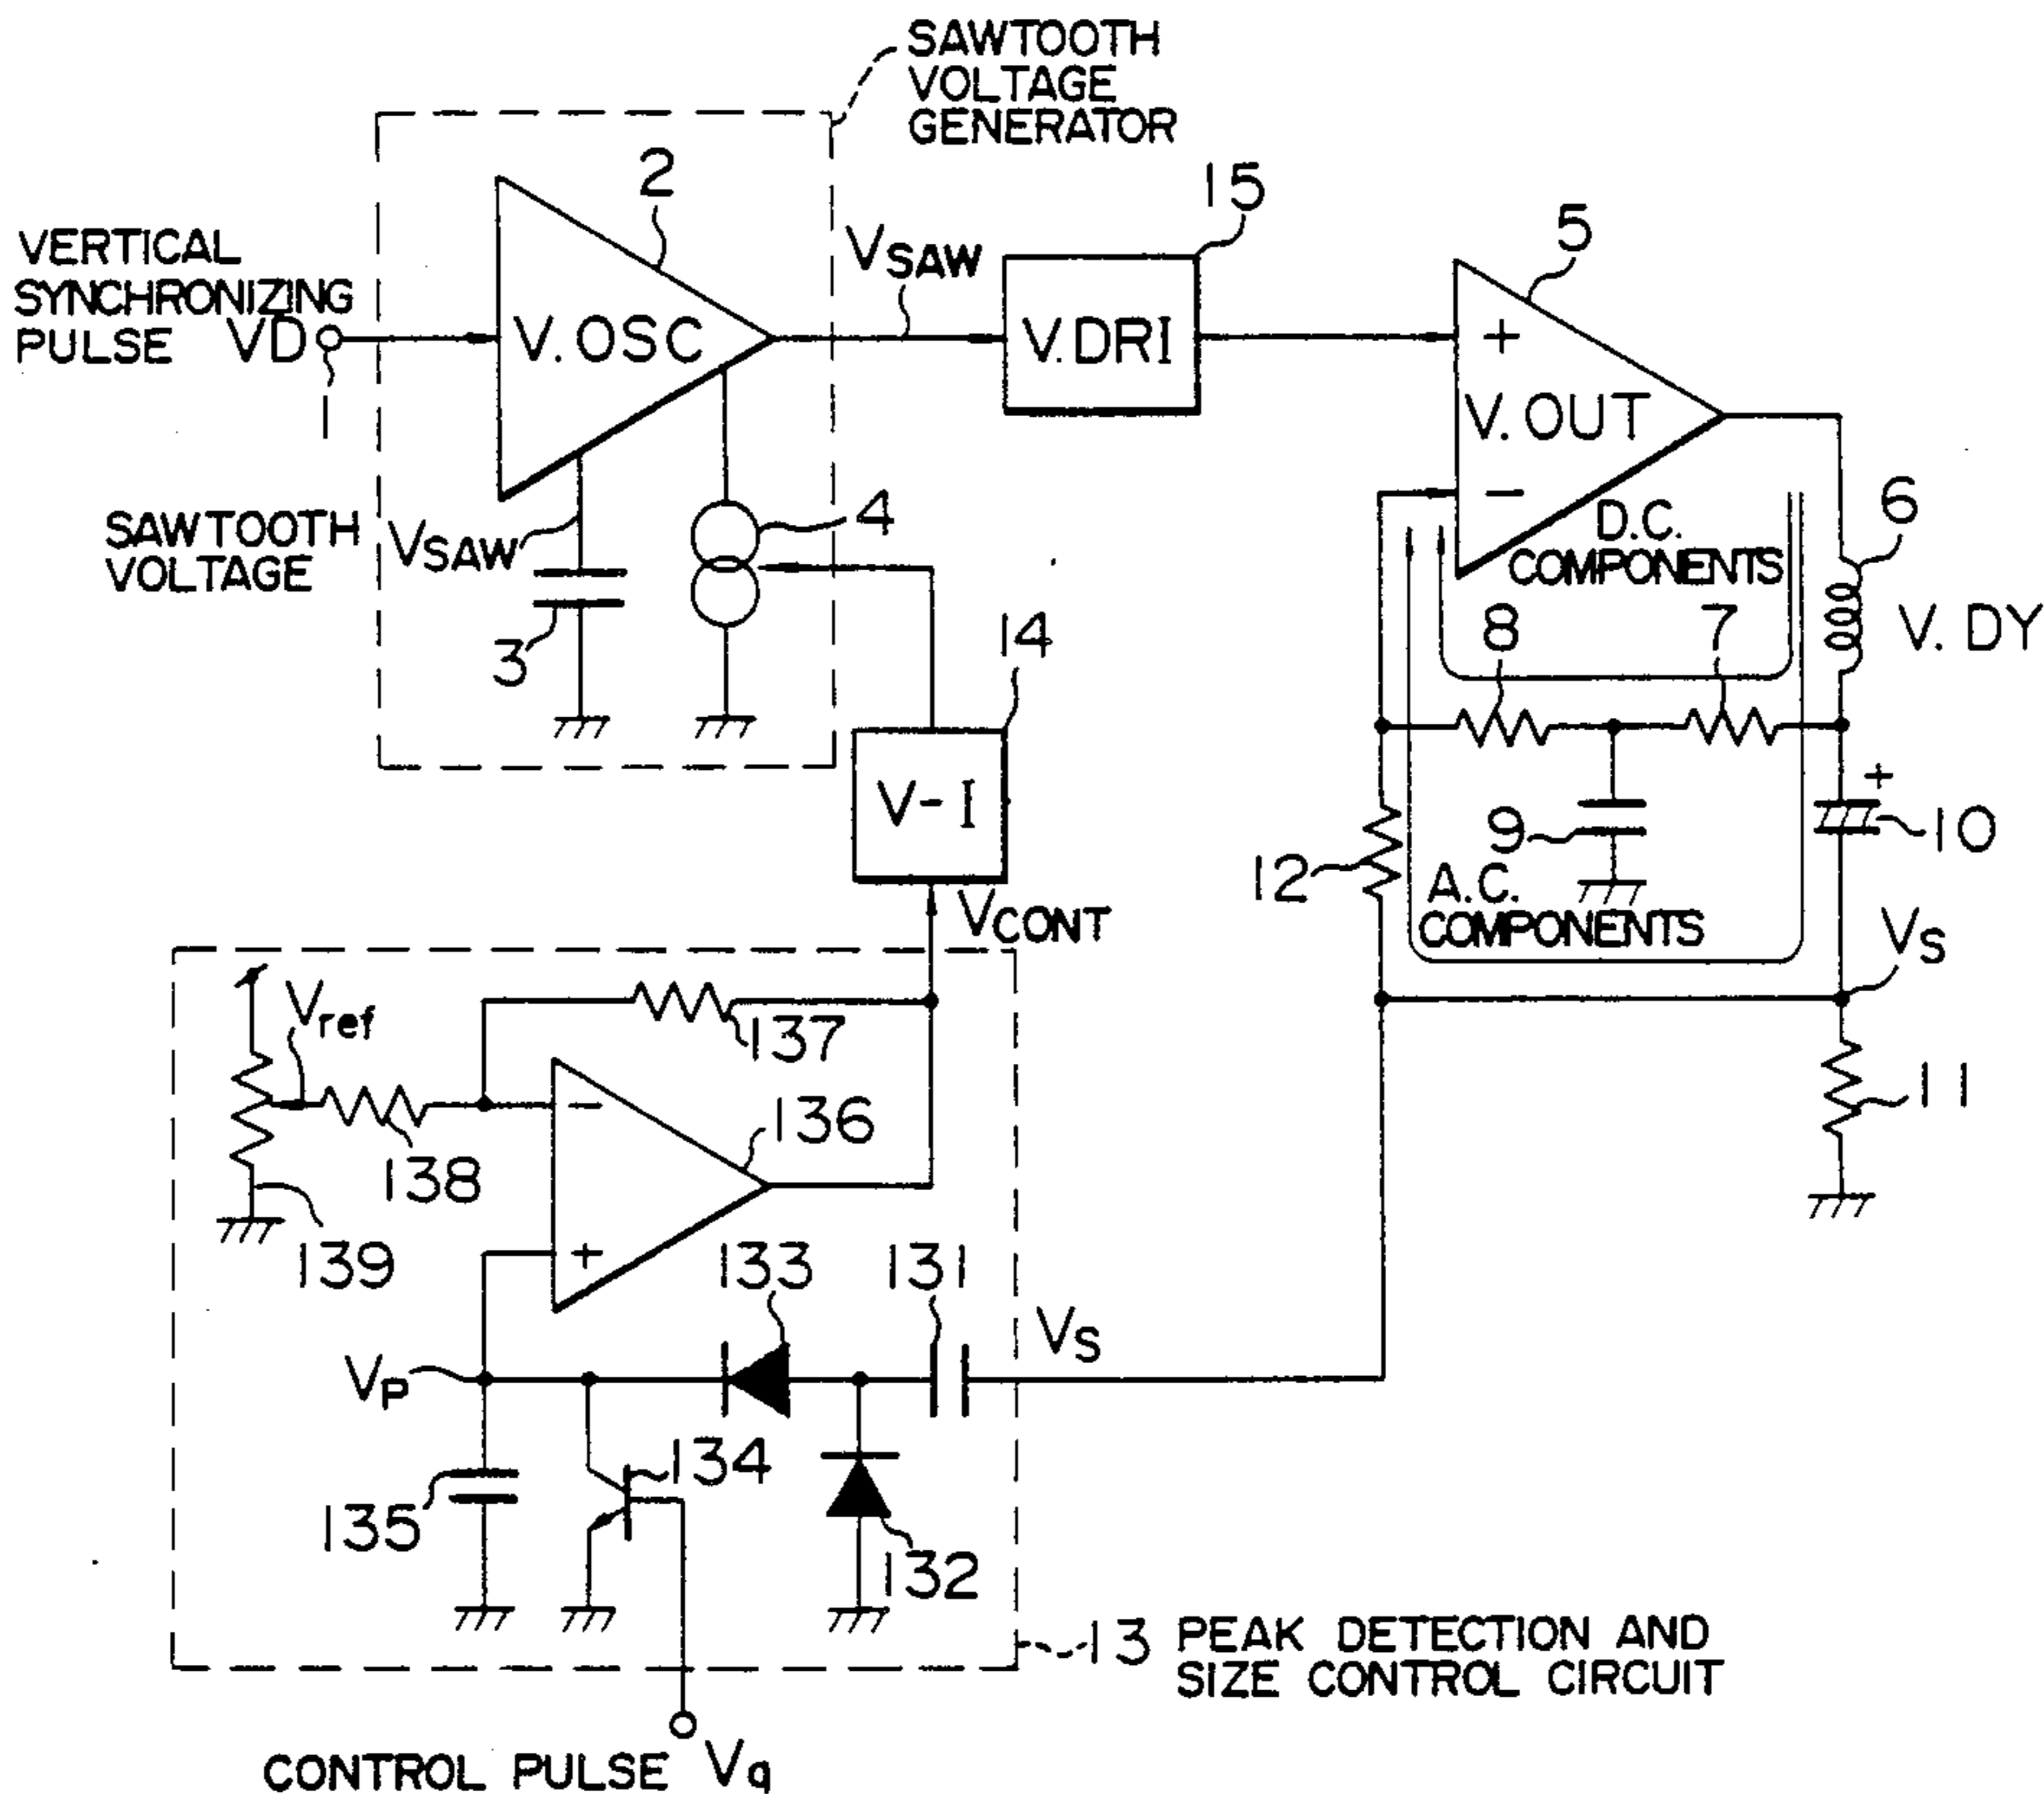 SAWTOOTH
VOLTAGE
GENERATOR
2
15
5
VERTICAL
SYNCHRONIZING
PULSE VD
1
V. OSC
VSAW
V.DRI
+
V. OUT
-
SAWTOOTH
VOLTAGE
VSAW
3
4
14
D.C.
COMPONENTS
6
V. DY
8
7
V-I
+
9
10
12
A.C.
COMPONENTS
VCONT
VS
Vref
137
11
138
139
-
136
+
133
131
VS
VP
134
135
132
13 PEAK DETECTION AND
SIZE CONTROL CIRCUIT
CONTROL PULSE Vq